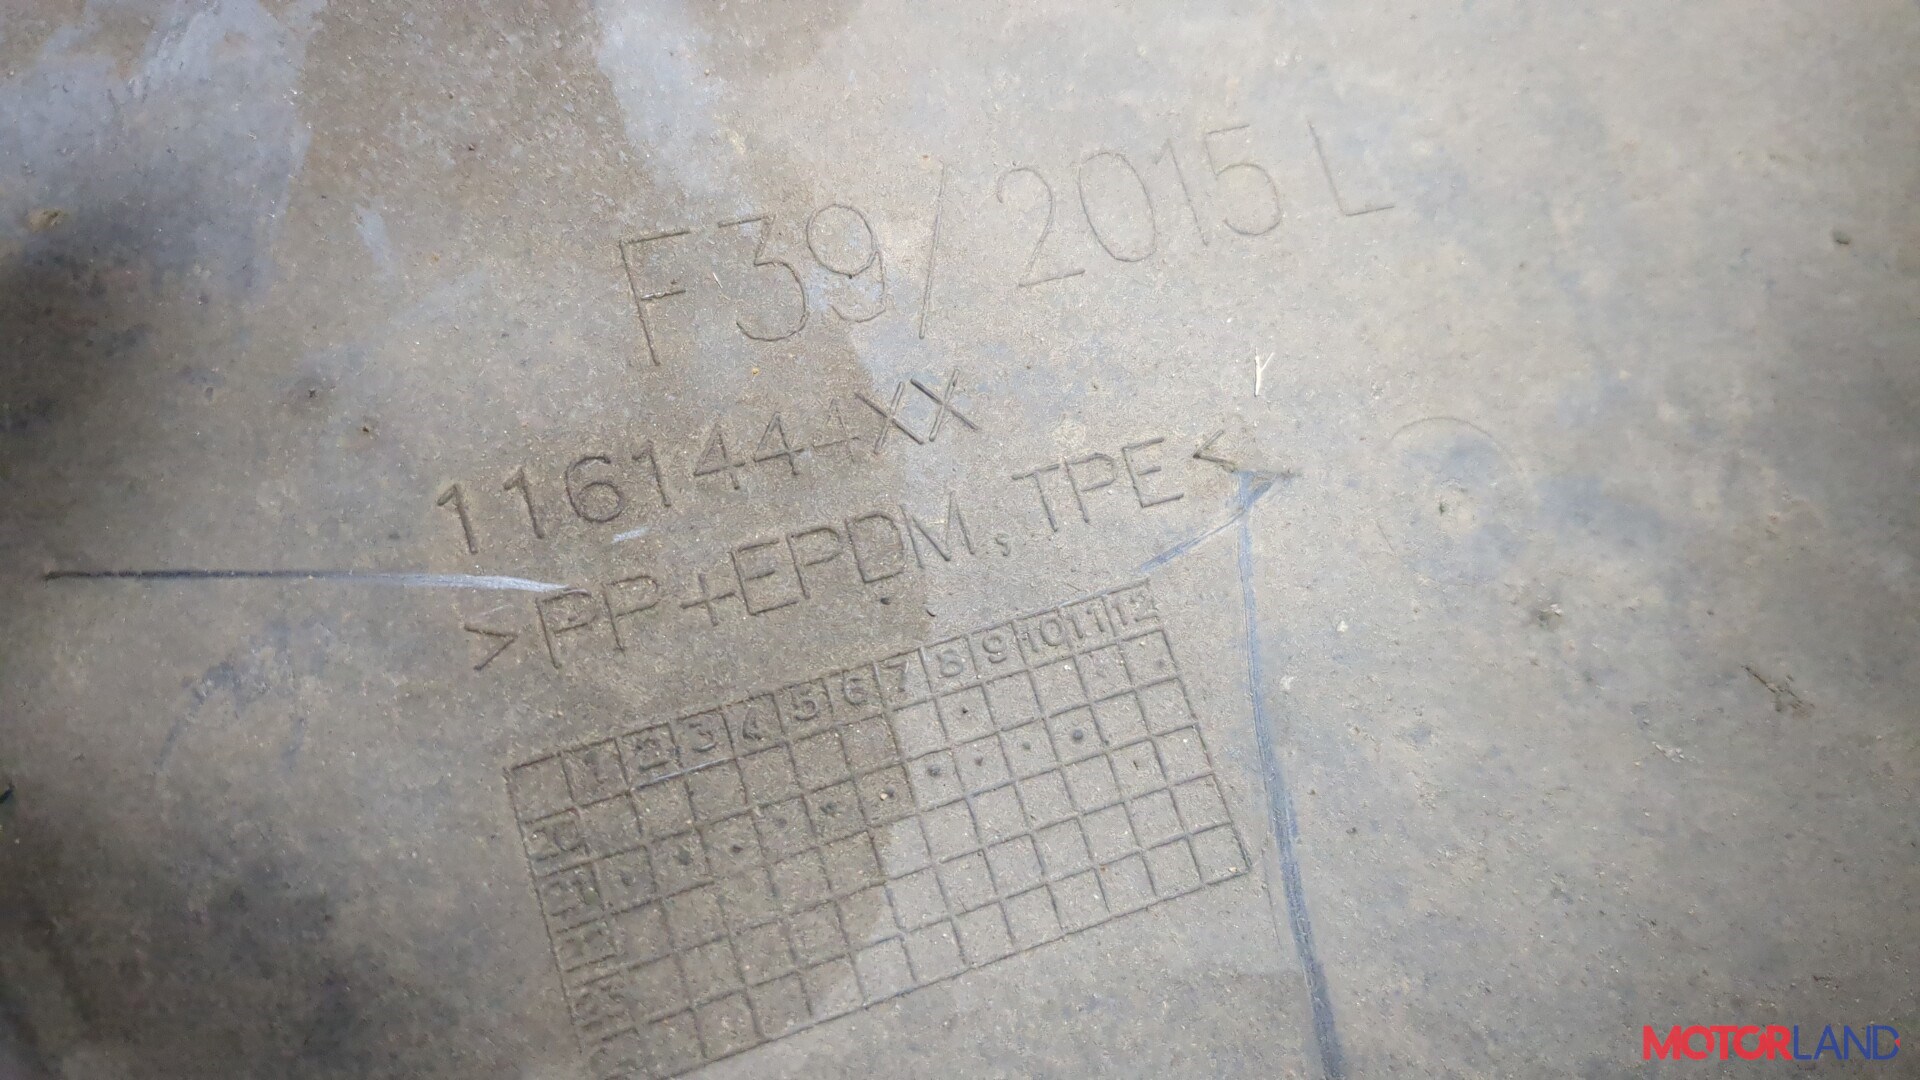 F39/2015 L
1161444XX
>PP+EPDM, TPE<
1 2 3 4 5 6 7 8 9 10 11 12
MOTORLAND